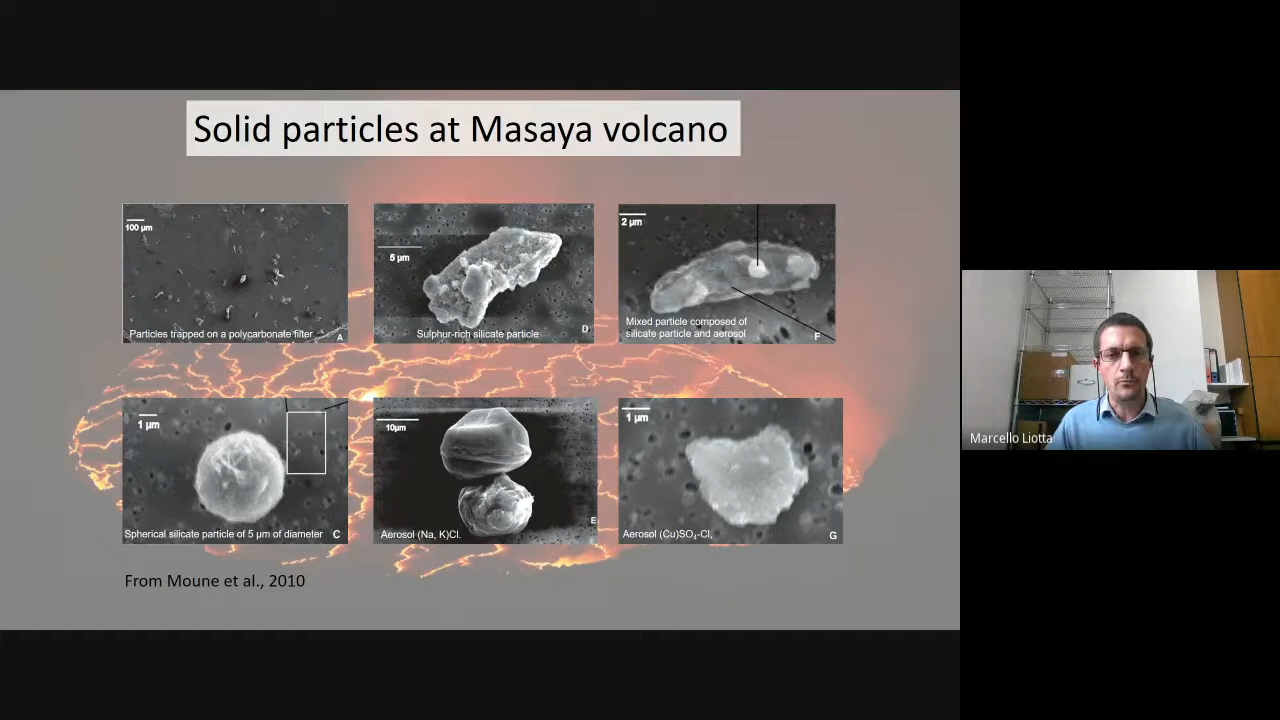 Solid particles at Masaya volcano
100 µm
Particles trapped on a polycarbonate filter
A
5 µm
Sulphur-rich silicate particle
D
2 µm
Mixed particle composed of
silicate particle and aerosol
F
1 µm
Spherical silicate particle of 5 µm of diameter
C
10µm
Aerosol (Na, K)Cl.
E
1 µm
Aerosol (Cu)SO₄-Cl,
G
From Moune et al., 2010
Marcello Liotta